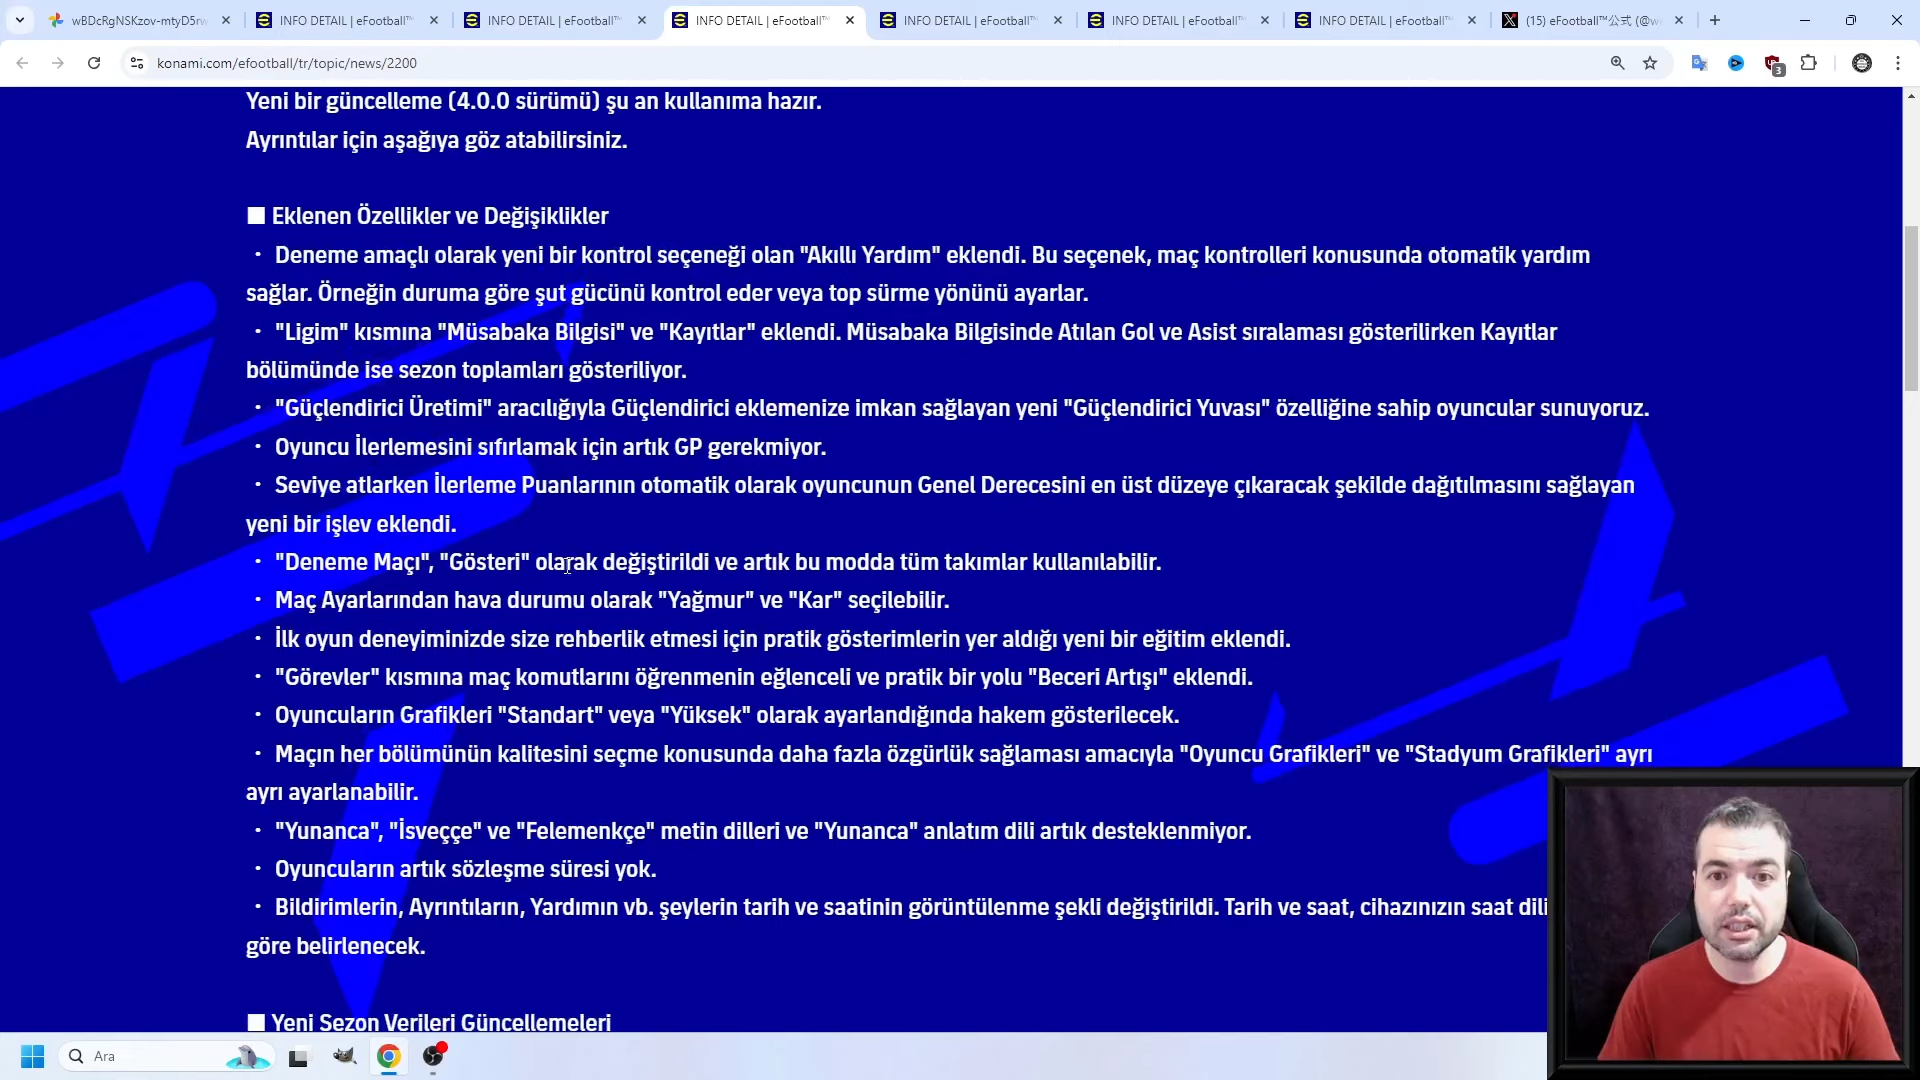 wBDcRgNSKzov-mtyD5rw
INFO DETAIL | eFootball™
INFO DETAIL | eFootball™
INFO DETAIL | eFootball™
INFO DETAIL | eFootball™
INFO DETAIL | eFootball™
INFO DETAIL | eFootball™
(15) eFootball™公式 (@w
konami.com/efootball/tr/topic/news/2200
3
Yeni bir güncelleme (4.0.0 sürümü) şu an kullanıma hazır.
Ayrıntılar için aşağıya göz atabilirsiniz.
■ Eklenen Özellikler ve Değişiklikler
・ Deneme amaçlı olarak yeni bir kontrol seçeneği olan "Akıllı Yardım" eklendi. Bu seçenek, maç kontrolleri konusunda otomatik yardım
sağlar. Örneğin duruma göre şut gücünü kontrol eder veya top sürme yönünü ayarlar.
・ "Ligim" kısmına "Müsabaka Bilgisi" ve "Kayıtlar" eklendi. Müsabaka Bilgisinde Atılan Gol ve Asist sıralaması gösterilirken Kayıtlar
bölümünde ise sezon toplamları gösteriliyor.
・ "Güçlendirici Üretimi" aracılığıyla Güçlendirici eklemenize imkan sağlayan yeni "Güçlendirici Yuvası" özelliğine sahip oyuncular sunuyoruz.
・ Oyuncu İlerlemesini sıfırlamak için artık GP gerekmiyor.
・ Seviye atlarken İlerleme Puanlarının otomatik olarak oyuncunun Genel Derecesini en üst düzeye çıkaracak şekilde dağıtılmasını sağlayan
yeni bir işlev eklendi.
・ "Deneme Maçı", "Gösteri" olarak değiştirildi ve artık bu modda tüm takımlar kullanılabilir.
・ Maç Ayarlarından hava durumu olarak "Yağmur" ve "Kar" seçilebilir.
・ İlk oyun deneyiminizde size rehberlik etmesi için pratik gösterimlerin yer aldığı yeni bir eğitim eklendi.
・ "Görevler" kısmına maç komutlarını öğrenmenin eğlenceli ve pratik bir yolu "Beceri Artışı" eklendi.
・ Oyuncuların Grafikleri "Standart" veya "Yüksek" olarak ayarlandığında hakem gösterilecek.
・ Maçın her bölümünün kalitesini seçme konusunda daha fazla özgürlük sağlaması amacıyla "Oyuncu Grafikleri" ve "Stadyum Grafikleri" ayrı
ayrı ayarlanabilir.
・ "Yunanca", "İsveççe" ve "Felemenkçe" metin dilleri ve "Yunanca" anlatım dili artık desteklenmiyor.
・ Oyuncuların artık sözleşme süresi yok.
・ Bildirimlerin, Ayrıntıların, Yardımın vb. şeylerin tarih ve saatinin görüntülenme şekli değiştirildi. Tarih ve saat, cihazınızın saat dili
göre belirlenecek.
■ Yeni Sezon Verileri Güncellemeleri
Ara